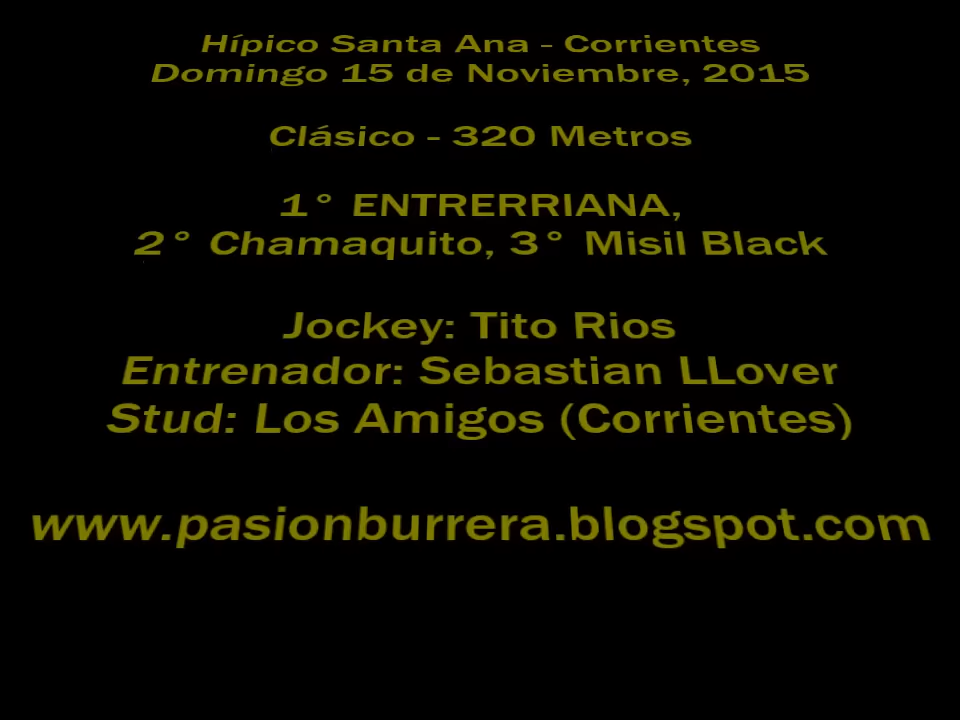 Hípico Santa Ana - Corrientes
Domingo 15 de Noviembre, 2015
Clásico - 320 Metros
1° ENTRERRIANA,
2° Chamaquito, 3° Misil Black
Jockey: Tito Rios
Entrenador: Sebastian LLover
Stud: Los Amigos (Corrientes)
www.pasionburrera.blogspot.com